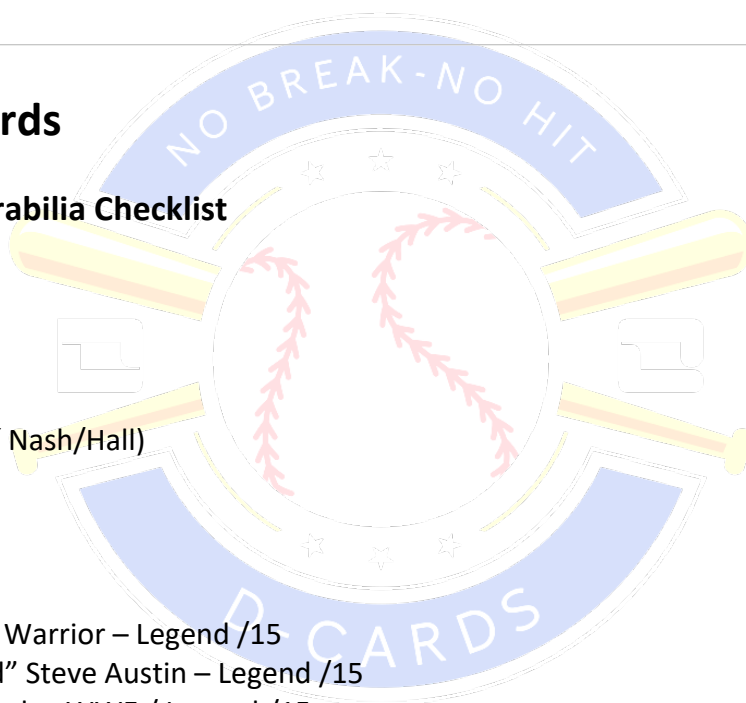 NO BREAK-NO HIT
rds
rabilia Checklist
Nash/Hall)
Warrior – Legend /15
d” Steve Austin – Legend /15
D-CARDS